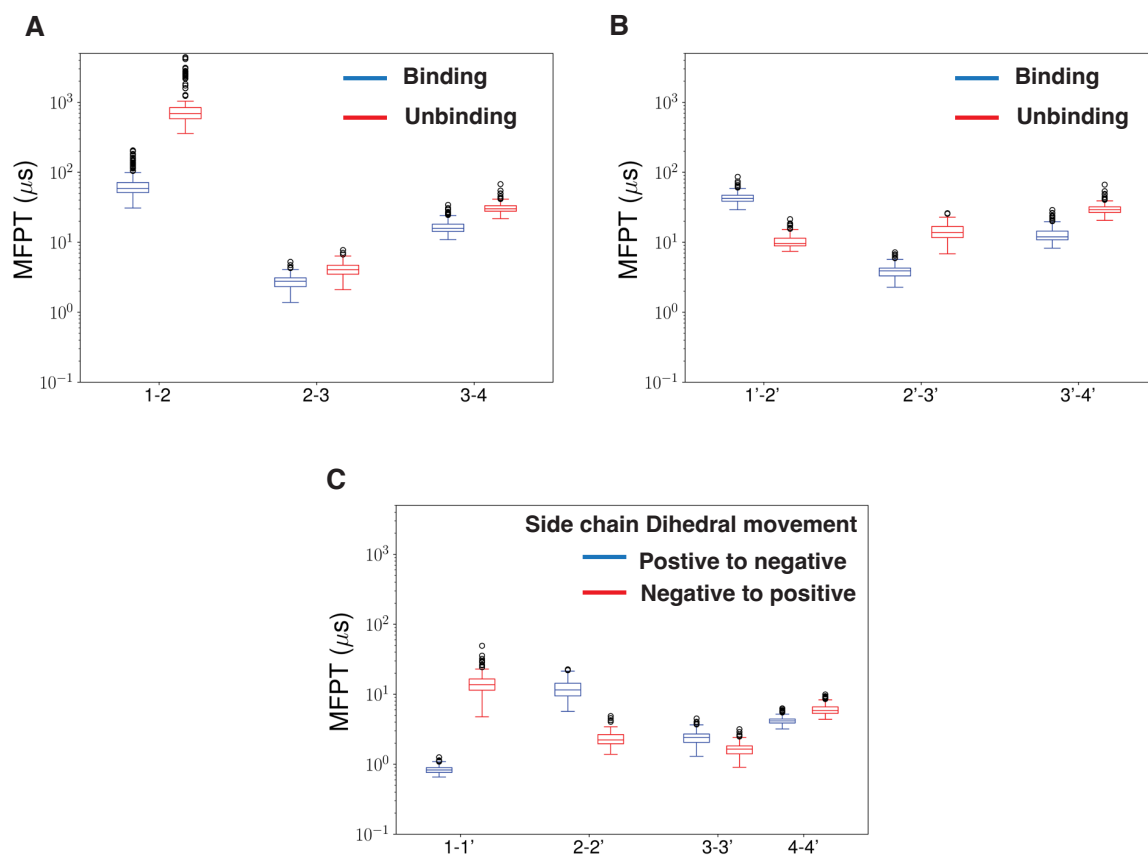 A
Binding
Unbinding
MFPT (μs)
10³
10²
10¹
10⁰
10⁻¹
1-2
2-3
3-4
B
Binding
Unbinding
MFPT (μs)
10³
10²
10¹
10⁰
10⁻¹
1'-2'
2'-3'
3'-4'
C
Side chain Dihedral movement
Postive to negative
Negative to positive
MFPT (μs)
10³
10²
10¹
10⁰
10⁻¹
1-1'
2-2'
3-3'
4-4'